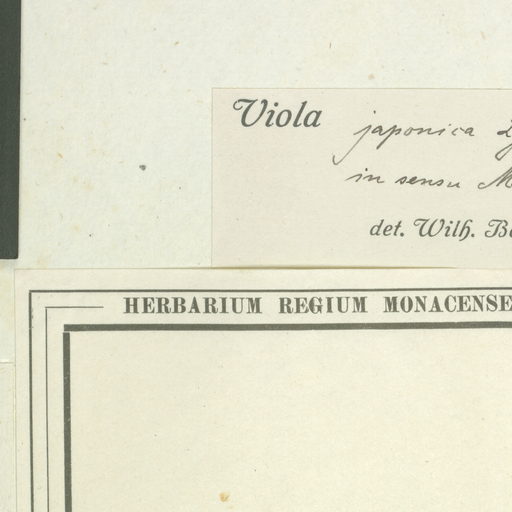 Viola japonica
in sensu
det. Wilh.
HERBARIUM REGIUM MONACENSE